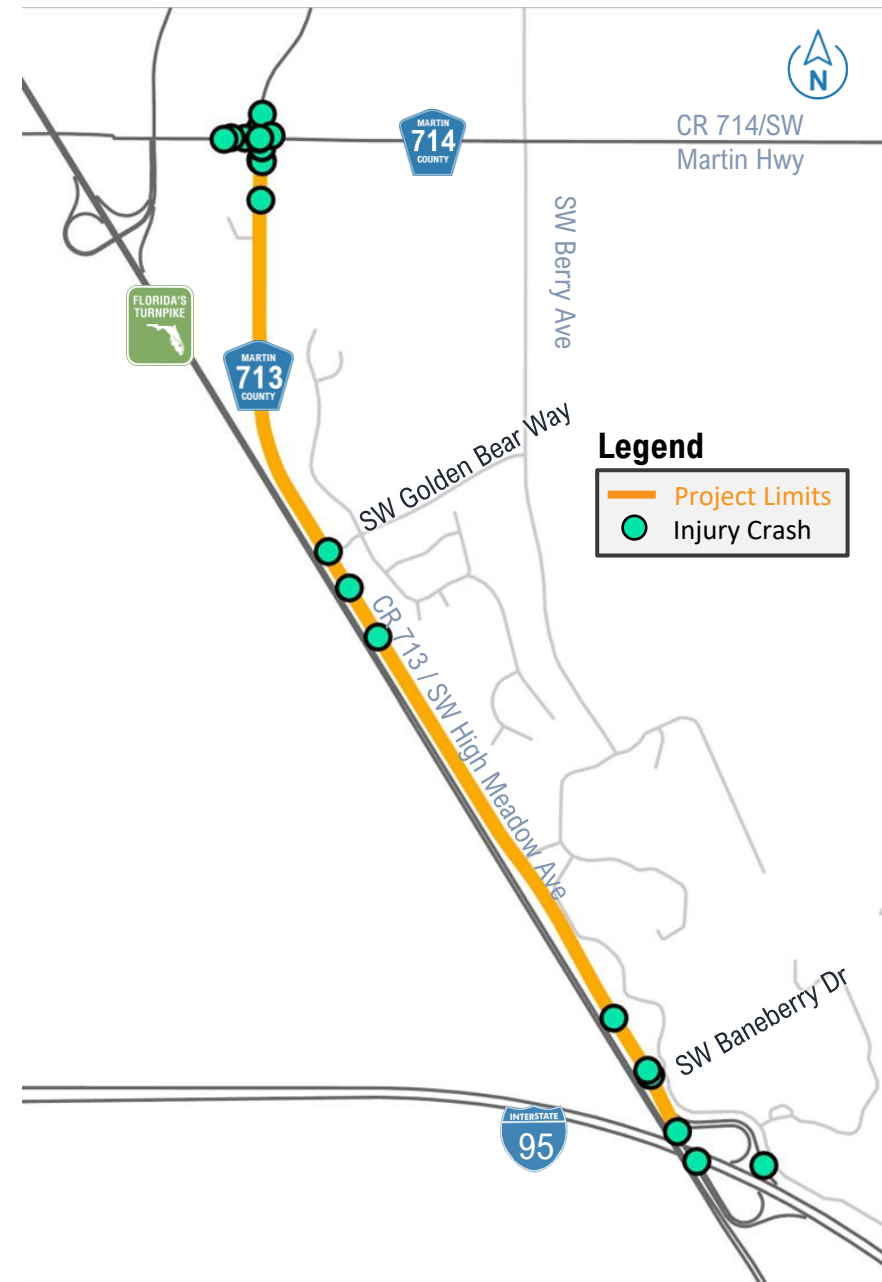 N
MARTIN
714
COUNTY
CR 714/SW
Martin Hwy
SW Berry Ave
FLORIDA'S
TURNPIKE
MARTIN
713
COUNTY
SW Golden Bear Way
Legend
Project Limits
Injury Crash
CR 713 / SW High Meadow Ave
SW Baneberry Dr
INTERSTATE
95